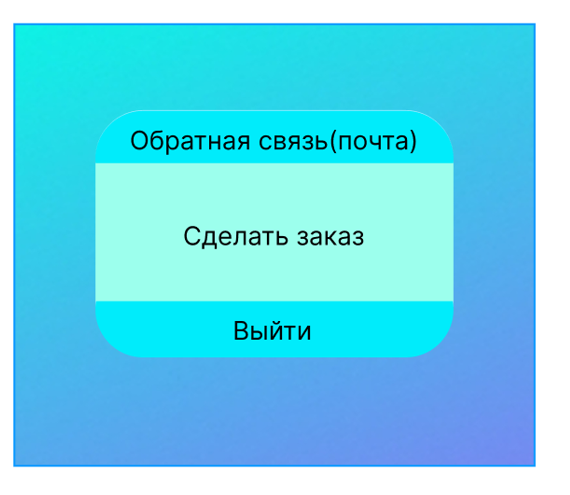 Обратная связь(почта)
Сделать заказ
Выйти